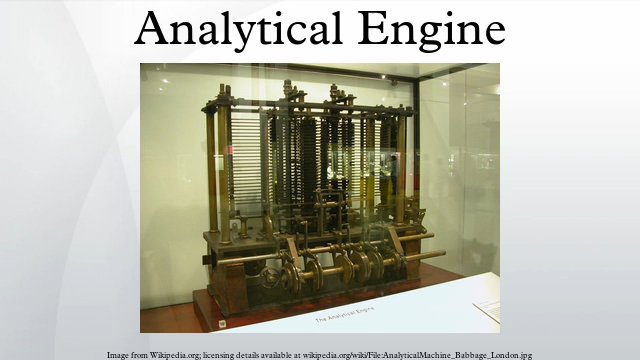 Analytical Engine
The Analytical Engine
Image from Wikipedia.org; licensing details available at wikipedia.org/wiki/File:AnalyticalMachine_Babbage_London.jpg